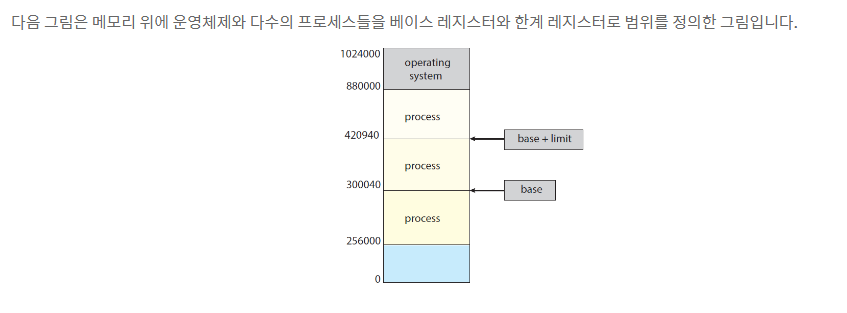 다음 그림은 메모리 위에 운영체제와 다수의 프로세스들을 베이스 레지스터와 한계 레지스터로 범위를 정의한 그림입니다.
1024000
operating
system
880000
process
420940
base + limit
process
300040
base
process
256000
0